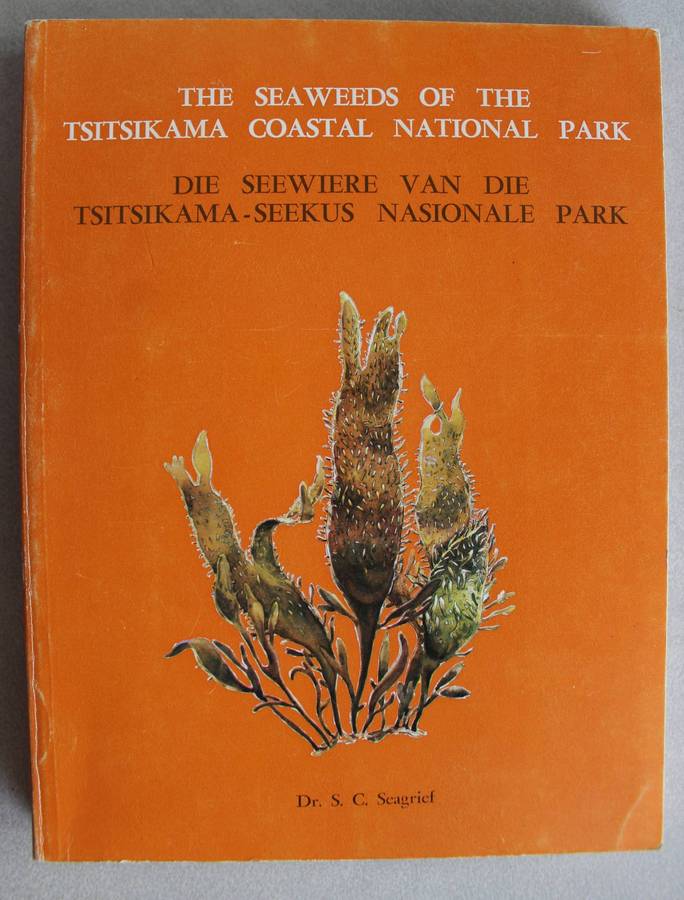 THE SEAWEEDS OF THE
TSITSIKAMA COASTAL NATIONAL PARK
DIE SEEWIERE VAN DIE
TSITSIKAMA-SEEKUS NASIONALE PARK
Dr. S. C. Seagrief